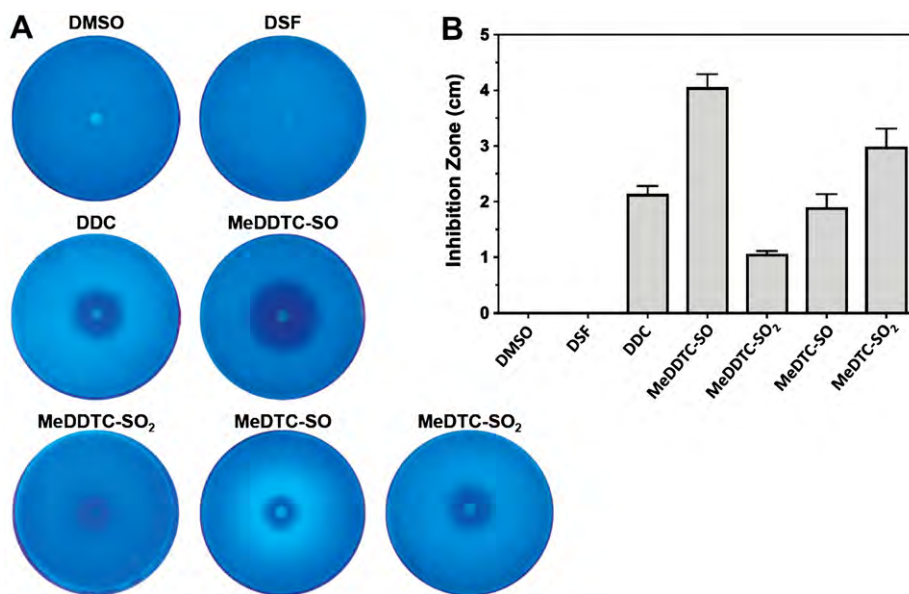 A
DMSO
DSF
DDC
MeDDTC-SO
MeDDTC-SO₂
MeDTC-SO
MeDTC-SO₂
B
Inhibition Zone (cm)
5
4
3
2
1
0
DMSO
DSF
DDC
MeDDTC-SO
MeDDTC-SO₂
MeDTC-SO
MeDTC-SO₂